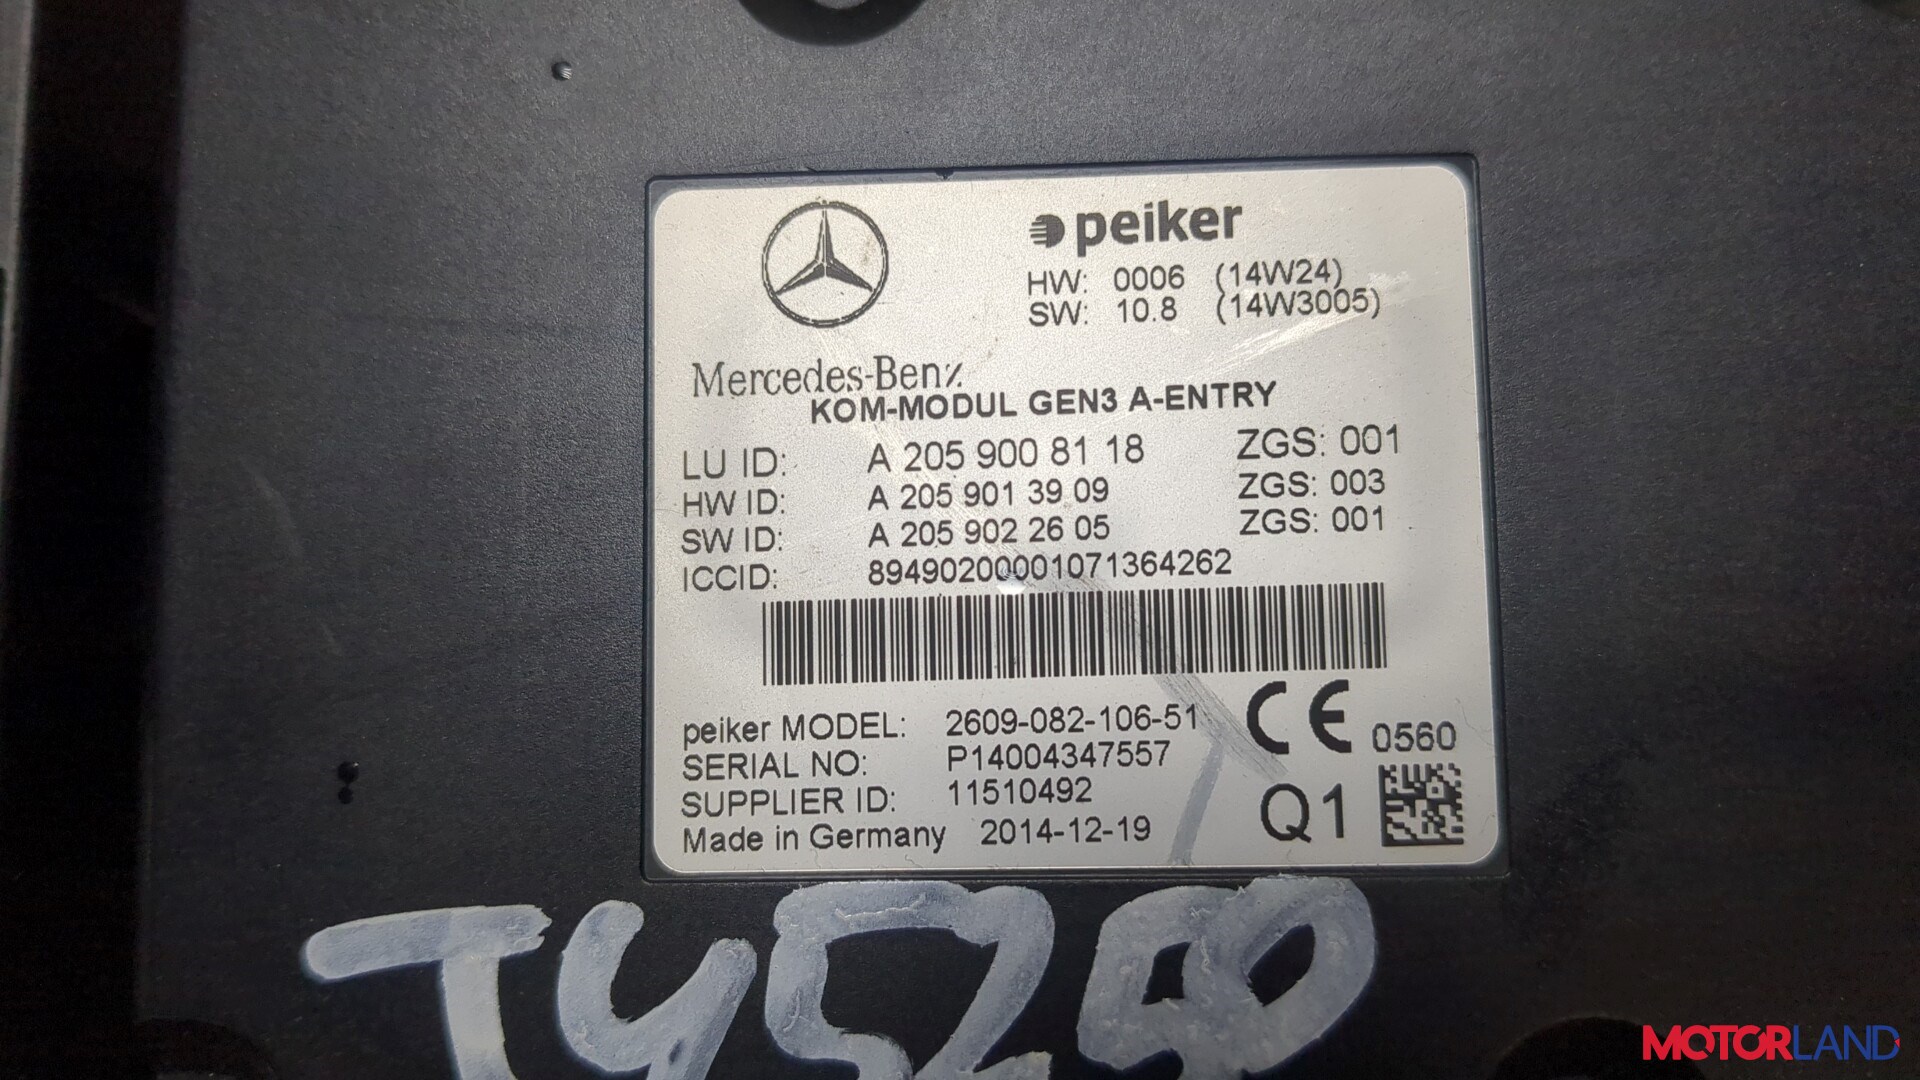 peiker
HW: 0006 (14W24)
SW: 10.8 (14W3005)
Mercedes-Benz
KOM-MODUL GEN3 A-ENTRY
LU ID: A 205 900 81 18 ZGS: 001
HW ID: A 205 901 39 09 ZGS: 003
SW ID: A 205 902 26 05 ZGS: 001
ICCID: 89490200001071364262
peiker MODEL: 2609-082-106-51
CE 0560
SERIAL NO: P14004347557
SUPPLIER ID: 11510492
Q1
Made in Germany 2014-12-19
MOTORLAND